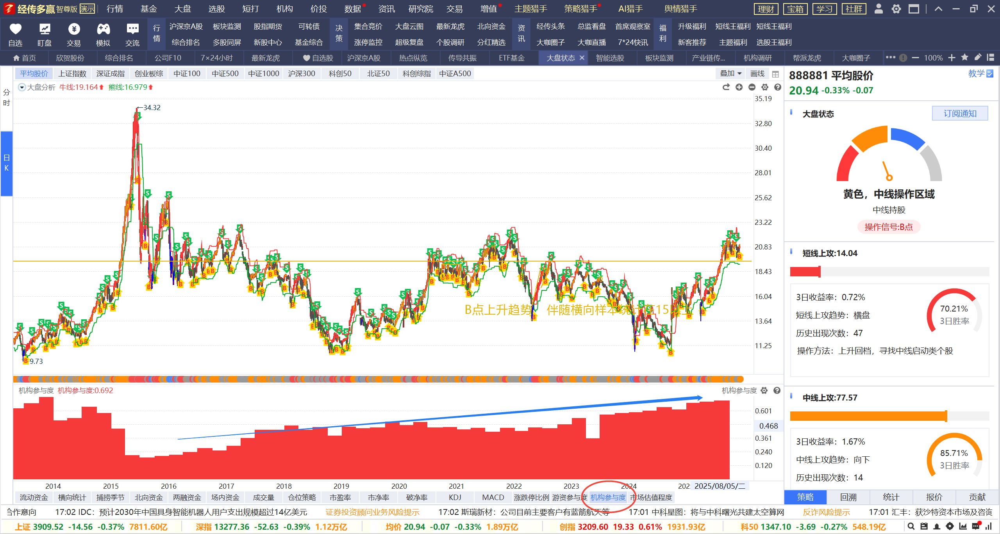 经传多赢 智尊版 演示 行情 基金 大盘 选股 短打 机构 价投 数据 资讯 研究院 交易 增值 主题猎手 策略猎手 AI猎手 舆情猎手 理财 宝箱 学习 社群
自选 盯盘 交易 模拟 交流
行情 沪深京A股 板块监测 股指期货 可转债 决策 集合竞价 大盘云图 最新龙虎 北向资金 资讯 经传头条 总监看盘 首席观察室 福利 升级福利 短线王福利 短线王福利
综合排名 多股同屏 新股中心 基金综合 涨停监控 超级复盘 个股调研 分红精选 大咖圈子 大咖直播 7*24快讯 新客推荐 主题福利 选股王福利
首页 欣贺股份 综合排名 公司F10 7×24小时 最新龙虎 自选股 沪深京A股 热点纵览 传导共振 ETF基金 大盘状态 智能选股 板块监测 产业链传... 机构调研 帮派龙虎 大咖圈子 100%
分时
日K
平均股价 上证指数 深证成指 创业板综 中证100 中证500 中证1000 沪深300 科创50 北证50 科创综指 中证A500 叠加 画线
大盘分析 牛线:19.164 熊线:16.979
35.19
←34.32
32.80
30.40
28.01
25.62
23.22
20.83
18.43
16.04
B点上升趋势 伴随横向样本统计在15
13.64
11.25
9.73
机构参与度 机构参与度:0.692 机构参与度
0.601
0.468
0.361
0.240
0.120
2014 2015 2016 2017 2018 2019 2020 2021 2022 2023 2024 202 2025/08/05/二
流动资金 横向统计 捕捞季节 北向资金 两融资金 场内资金 成交量 仓位策略 市盈率 市净率 破净率 KDJ MACD 涨跌停比例 游资参与度 机构参与度 市场估值程度
888881 平均股价 教学
20.94 -0.33% -0.07
大盘状态 订阅通知
黄色，中线操作区域
中线持股
操作信号:B点
短线上攻:14.04
3日收益率：0.72%
短线上攻趋势：横盘
历史出现次数：47
70.21%
3日胜率
操作方法：上升回档，寻找中线启动类个股
中线上攻:77.57
3日收益率：1.67%
中线上攻趋势：向下
历史出现次数：14
85.71%
3日胜率
策略 回溯 统计 报价 贡献
合作意向 17:02 IDC：预计2030年中国具身智能机器人用户支出规模超过14亿美元 证券投资顾问业务风险提示 17:02 斯瑞新材：公司目前主要客户有蓝箭航天等 17:01 中科星图：将与中科曙光共建太空算网 反诈风险提示 17:01 汇丰：获沙特资本市场及咨询
上证 3909.52 -14.56 -0.37% 7811.60亿 深指 13277.36 -52.63 -0.39% 1.12万亿 均价 20.94 -0.07 -0.33% 1.89万亿 创指 3209.60 19.33 0.61% 1931.93亿 科50 1347.10 -3.69 -0.27% 548.19亿